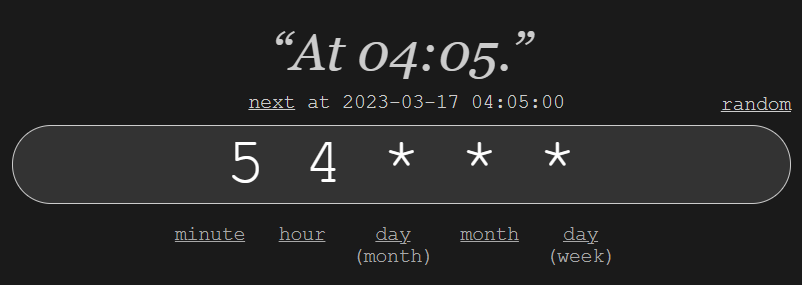 “At 04:05.”
next at 2023-03-17 04:05:00
random
5 4 * * *
minute hour day month day
(month) (week)